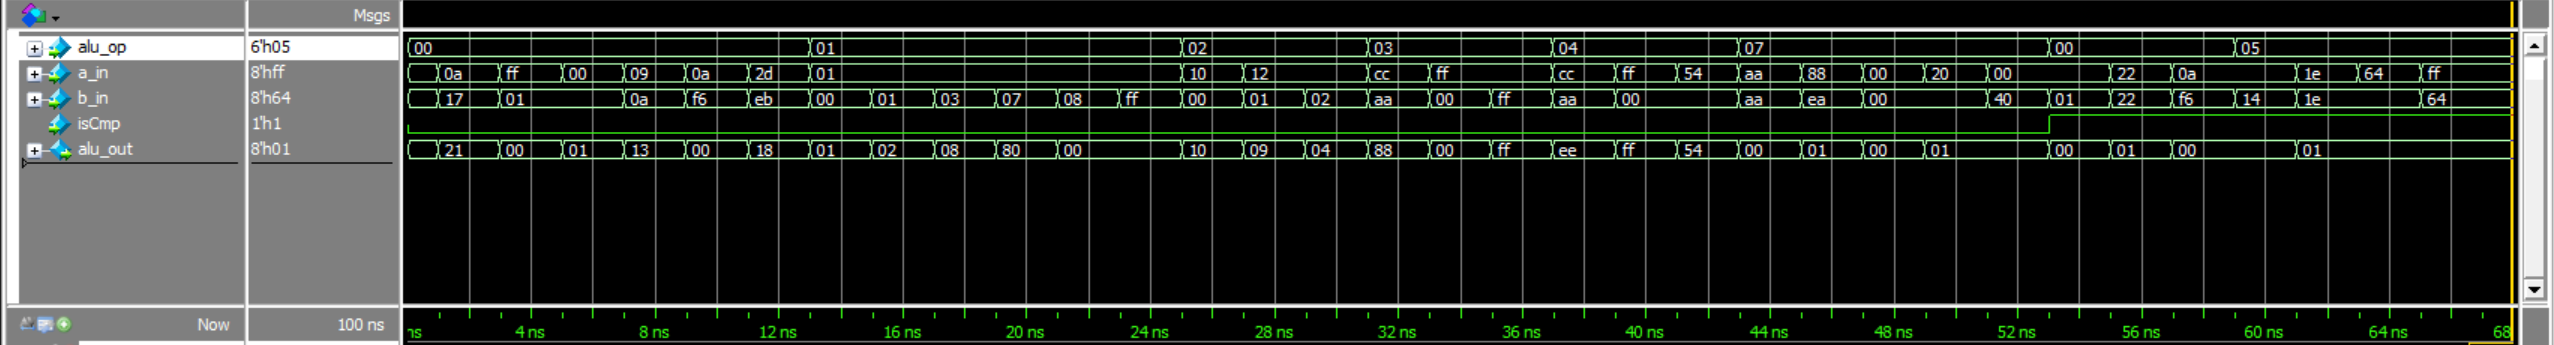 Msgs
alu_op 6'h05 00 01 02 03 04 07 00 05
a_in 8'hff 0a ff 00 09 0a 2d 01 10 12 cc ff cc ff 54 aa 88 00 20 00 22 0a 1e 64 ff
b_in 8'h64 17 01 0a f6 eb 00 01 03 07 08 ff 00 01 02 aa 00 ff aa 00 aa ea 00 40 01 22 f6 14 1e 64
isCmp 1'h1
alu_out 8'h01 21 00 01 13 00 18 01 02 08 80 00 10 09 04 88 00 ff ee ff 54 00 01 00 01 00 01 00 01
Now 100 ns ns 4 ns 8 ns 12 ns 16 ns 20 ns 24 ns 28 ns 32 ns 36 ns 40 ns 44 ns 48 ns 52 ns 56 ns 60 ns 64 ns 68